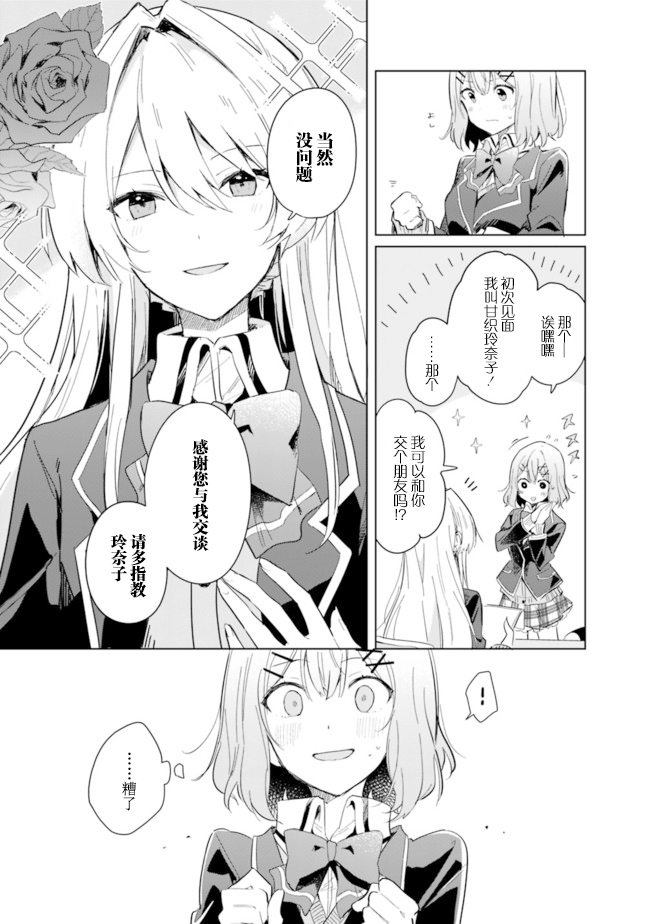 よし
那个—
诶嘿嘿
初次见面
我叫甘织玲奈子！
……那个
我可以和你
交个朋友吗！？
当然
没问题
感谢您与我交谈
请多指教
玲奈子
！
……糟了